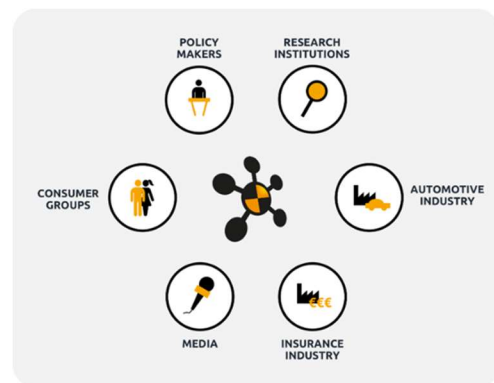 POLICY
MAKERS
RESEARCH
INSTITUTIONS
CONSUMER
GROUPS
AUTOMOTIVE
INDUSTRY
€€€
MEDIA
INSURANCE
INDUSTRY